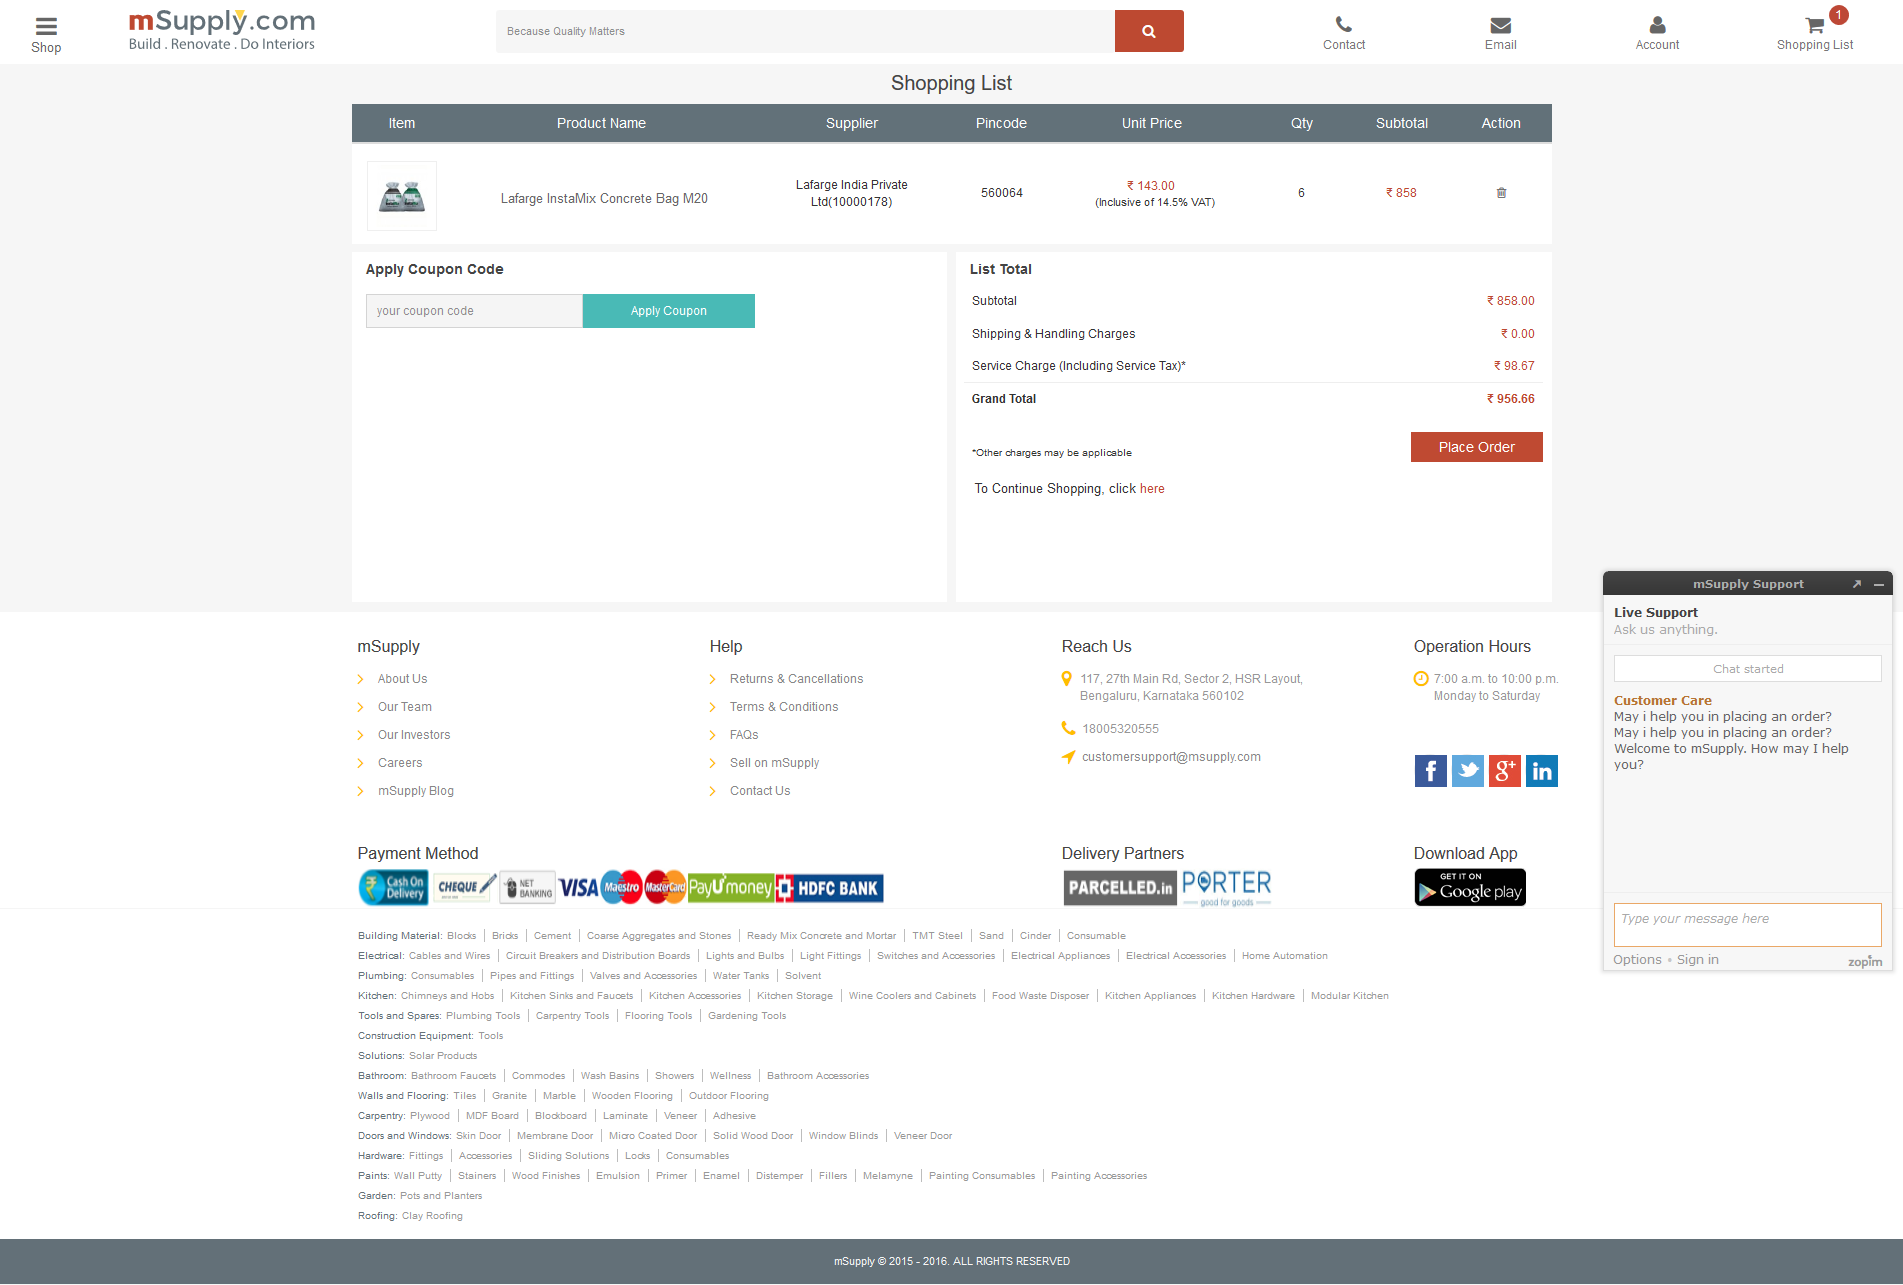 Shop
mSupply.com
Build . Renovate . Do Interiors
Because Quality Matters
Contact
Email
Account
1
Shopping List
Shopping List
Item Product Name Supplier Pincode Unit Price Qty Subtotal Action
Lafarge InstaMix Concrete Bag M20
Lafarge India Private
Ltd(10000178)
560064
₹ 143.00
(Inclusive of 14.5% VAT)
6
₹ 858
Apply Coupon Code
your coupon code
Apply Coupon
List Total
Subtotal ₹ 858.00
Shipping & Handling Charges ₹ 0.00
Service Charge (Including Service Tax)* ₹ 98.67
Grand Total ₹ 956.66
*Other charges may be applicable
Place Order
To Continue Shopping, click here
mSupply
About Us
Our Team
Our Investors
Careers
mSupply Blog
Help
Returns & Cancellations
Terms & Conditions
FAQs
Sell on mSupply
Contact Us
Reach Us
117, 27th Main Rd, Sector 2, HSR Layout,
Bengaluru, Karnataka 560102
18005320555
customersupport@msupply.com
Operation Hours
7:00 a.m. to 10:00 p.m.
Monday to Saturday
f
g+
in
mSupply Support
Live Support
Ask us anything.
Chat started
Customer Care
May i help you in placing an order?
May i help you in placing an order?
Welcome to mSupply. How may I help
you?
Type your message here
Options • Sign in
zopim
Payment Method
Cash On
Delivery
CHEQUE
NET
BANKING
VISA
Maestro
MasterCard
PayUmoney
HDFC BANK
Delivery Partners
PARCELLED.in
PORTER
good for goods
Download App
GET IT ON
Google play
Building Material: Blocks | Bricks | Cement | Coarse Aggregates and Stones | Ready Mix Concrete and Mortar | TMT Steel | Sand | Cinder | Consumable
Electrical: Cables and Wires | Circuit Breakers and Distribution Boards | Lights and Bulbs | Light Fittings | Switches and Accessories | Electrical Appliances | Electrical Accessories | Home Automation
Plumbing: Consumables | Pipes and Fittings | Valves and Accessories | Water Tanks | Solvent
Kitchen: Chimneys and Hobs | Kitchen Sinks and Faucets | Kitchen Accessories | Kitchen Storage | Wine Coolers and Cabinets | Food Waste Disposer | Kitchen Appliances | Kitchen Hardware | Modular Kitchen
Tools and Spares: Plumbing Tools | Carpentry Tools | Flooring Tools | Gardening Tools
Construction Equipment: Tools
Solutions: Solar Products
Bathroom: Bathroom Faucets | Commodes | Wash Basins | Showers | Wellness | Bathroom Accessories
Walls and Flooring: Tiles | Granite | Marble | Wooden Flooring | Outdoor Flooring
Carpentry: Plywood | MDF Board | Blockboard | Laminate | Veneer | Adhesive
Doors and Windows: Skin Door | Membrane Door | Micro Coated Door | Solid Wood Door | Window Blinds | Veneer Door
Hardware: Fittings | Accessories | Sliding Solutions | Locks | Consumables
Paints: Wall Putty | Stainers | Wood Finishes | Emulsion | Primer | Enamel | Distemper | Fillers | Melamyne | Painting Consumables | Painting Accessories
Garden: Pots and Planters
Roofing: Clay Roofing
mSupply © 2015 - 2016. ALL RIGHTS RESERVED